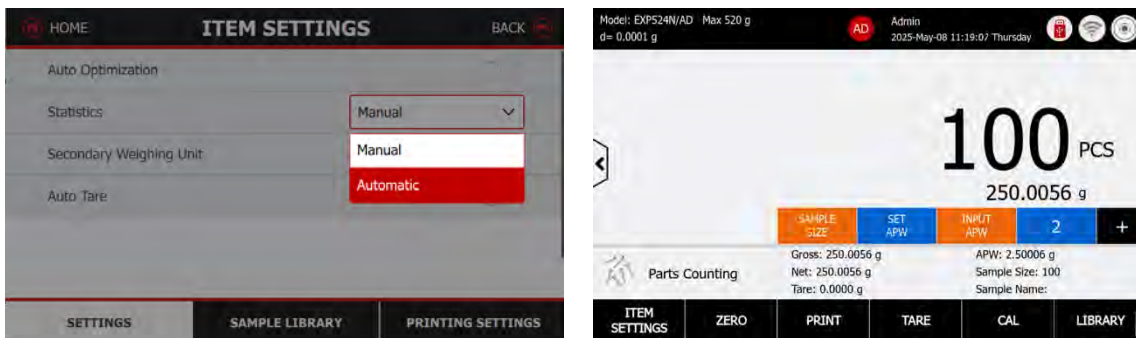 HOME
ITEM SETTINGS
BACK
Auto Optimization
Statistics
Manual
Secondary Weighing Unit
Manual
Auto Tare
Automatic
SETTINGS
SAMPLE LIBRARY
PRINTING SETTINGS
Model: EXP524N/AD Max 520 g
d= 0.0001 g
AD
Admin
2025-May-08 11:19:07 Thursday
100 PCS
250.0056 g
SAMPLE SIZE
SET APW
INPUT APW
2
+
Parts Counting
Gross: 250.0056 g
Net: 250.0056 g
Tare: 0.0000 g
APW: 2.50006 g
Sample Size: 100
Sample Name:
ITEM SETTINGS
ZERO
PRINT
TARE
CAL
LIBRARY